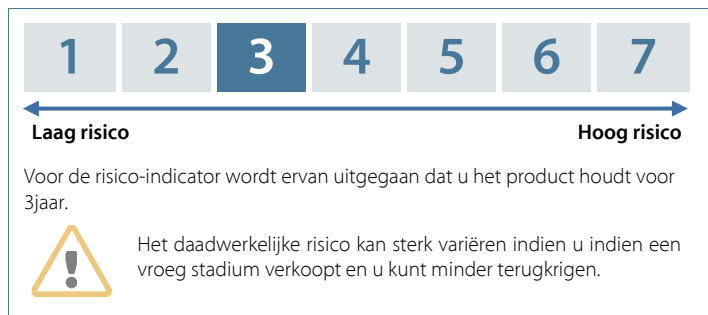 1 2 3 4 5 6 7
Laag risico Hoog risico
Voor de risico-indicator wordt ervan uitgegaan dat u het product houdt voor
3jaar.
Het daadwerkelijke risico kan sterk variëren indien u indien een
vroeg stadium verkoopt en u kunt minder terugkrigen.